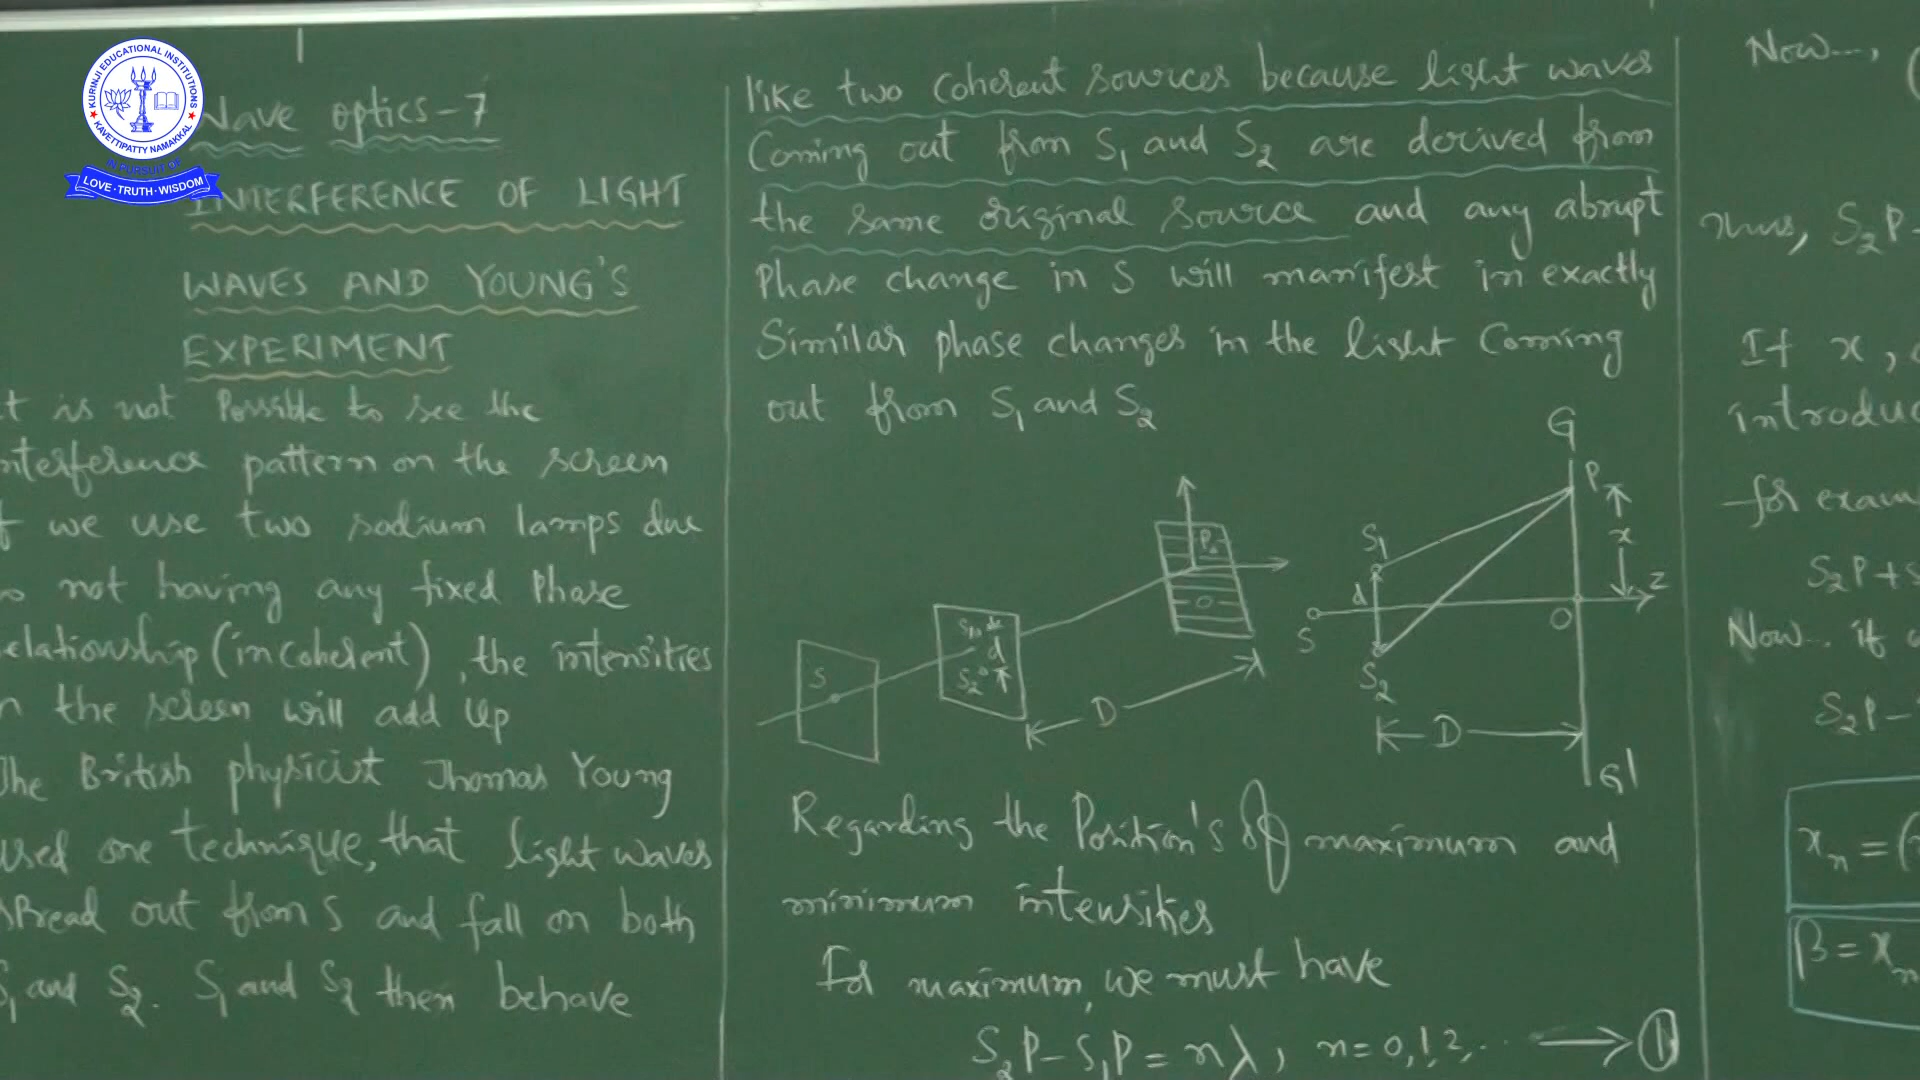 KURINJI EDUCATIONAL INSTITUTIONS
KAVETTIPATTY NAMAKKAL
IN PURSUIT OF
LOVE · TRUTH · WISDOM
Wave optics-7
INTERFERENCE OF LIGHT
WAVES AND YOUNG'S
EXPERIMENT
t is not Possible to see the
nterference pattern on the screen
f we use two sodium lamps due
o not having any fixed Phase
elationship (incoherent), the intensities
n the screen will add up
The British physicist Thomas Young
used one technique, that light waves
spread out from S and fall on both
S₁ and S₂. S₁ and S₂ then behave
like two coherent sources because light waves
Coming out from S₁ and S₂ are derived from
the same original source and any abrupt
Phase change in S will manifest in exactly
Similar phase changes in the light Coming
out from S₁ and S₂
S
S₁
d
S₂
P
O
D
G
P
x
S₁
d
S
S₂
O
Z
D
G'
Regarding the Position's of maximum and
minimum intensities
For maximum, we must have
S₂P-S₁P = nλ, n=0,1,2,.. → ①
Now...,
Thus, S₂P-
If x,
introduc
for exam
S₂P+S
Now.. if
S₂P-
xₙ = (
β = xₙ